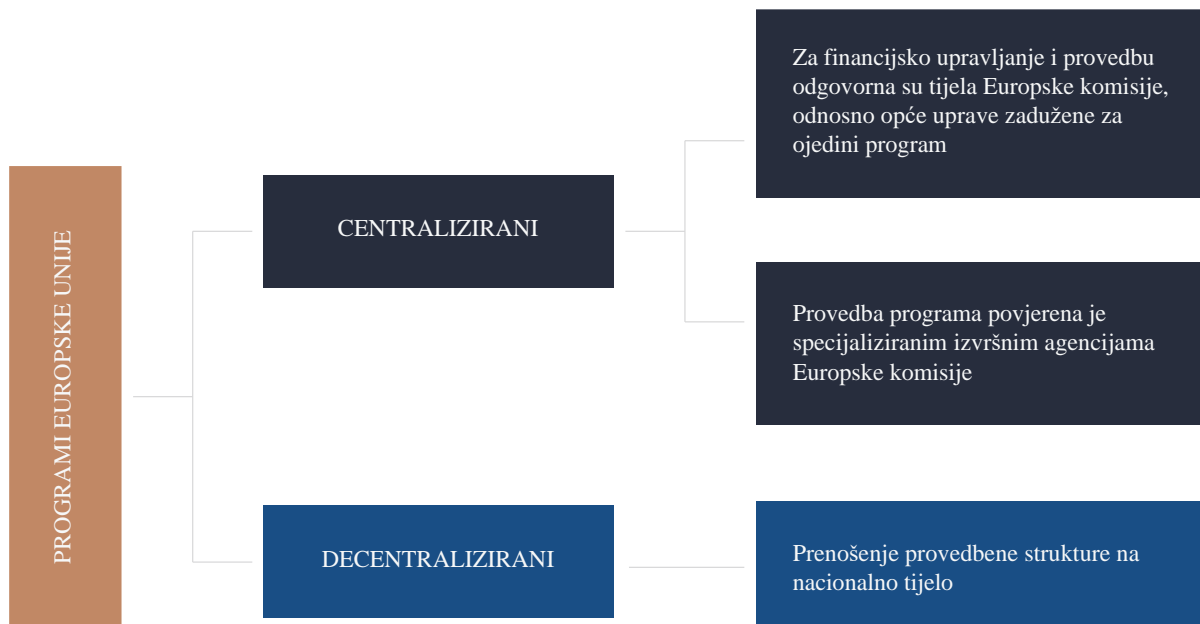 PROGRAMI EUROPSKE UNIJE
CENTRALIZIRANI
Za financijsko upravljanje i provedbu
odgovorna su tijela Europske komisije,
odnosno opće uprave zadužene za
ojedini program
Provedba programa povjerena je
specijaliziranim izvršnim agencijama
Europske komisije
DECENTRALIZIRANI
Prenošenje provedbene strukture na
nacionalno tijelo